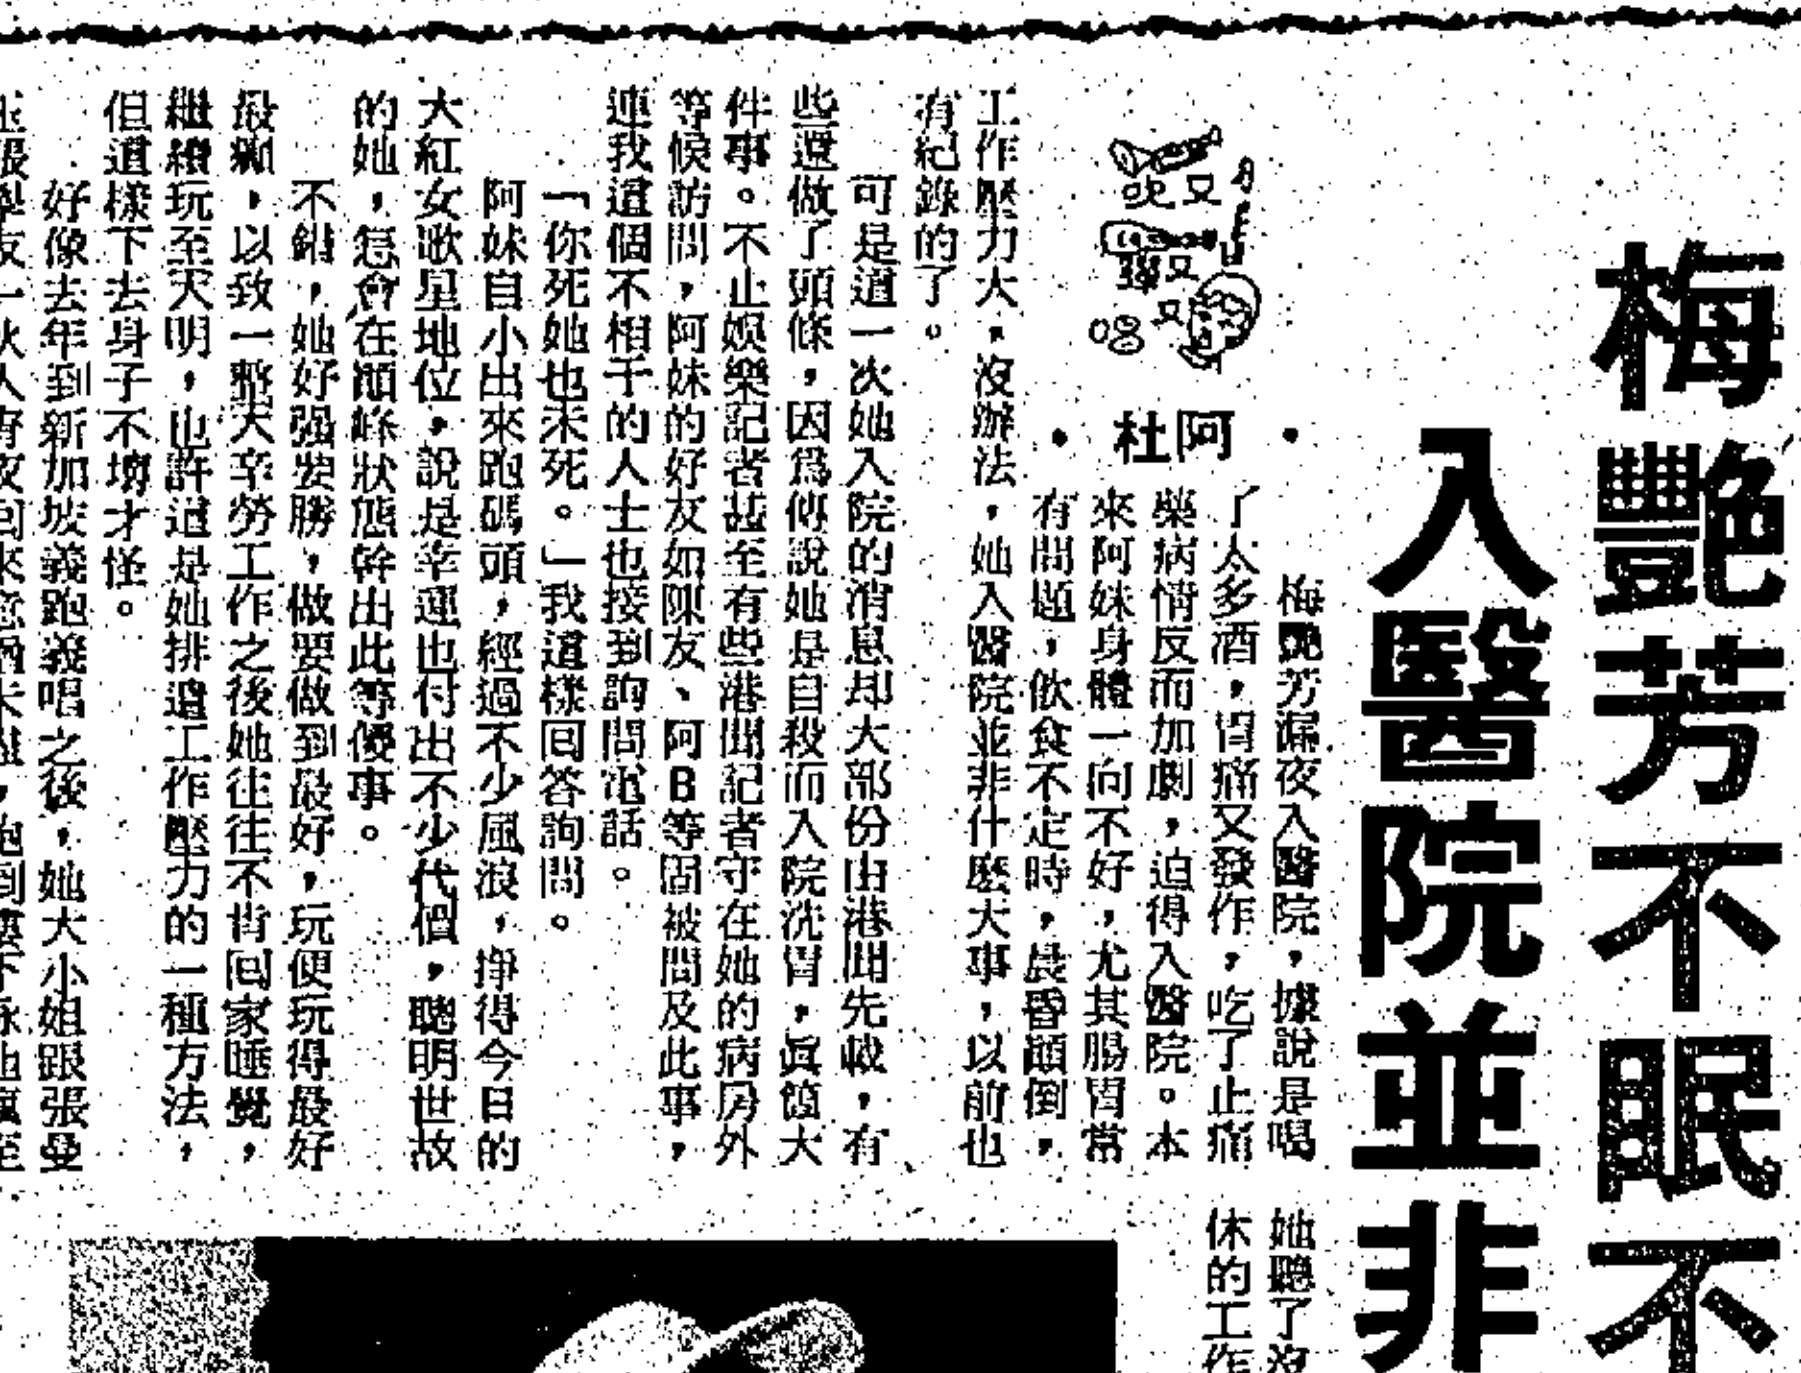 梅艷芳不眠不
入醫院並非
吹又
彈又
唱又
·阿杜·
梅艷芳漏夜入醫院，據說是喝
了太多酒，胃痛又發作，吃了止痛
藥病情反而加劇，迫得入醫院。本
來阿妹身體一向不好，尤其腸胃常
有問題，飲食不定時，晨昏顚倒，
工作壓力大，沒辦法，她入醫院並非什麼大事，以前也
有紀錄的了。
可是這一次她入院的消息却大部份由港聞先載，有
些還做了頭條，因爲傳說她是自殺而入院洗胃，眞箇大
件事。不止娛樂記者甚至有些港聞記者守在她的病房外
等候訪問，阿妹的好友如陳友、阿B等固被問及此事，
連我這個不相干的人士也接到詢問電話。
「你死她也未死。」我這樣回答詢問。
阿妹自小出來跑碼頭，經過不少風浪，掙得今日的
大紅女歌星地位，說是幸運也付出不少代價，聰明世故
的她，怎會在顚峰狀態幹出此等傻事。
不錯，她好强要勝，做要做到最好，玩便玩得最好
最癲，以致一整天辛勞工作之後她往往不肯回家睡覺，
繼續玩至天明，也許這是她排遣工作壓力的一種方法，
但這樣下去身子不壞才怪。
好像去年到新加坡義跑義唱之後，她大小姐跟張曼
她聽了沒
休的工作